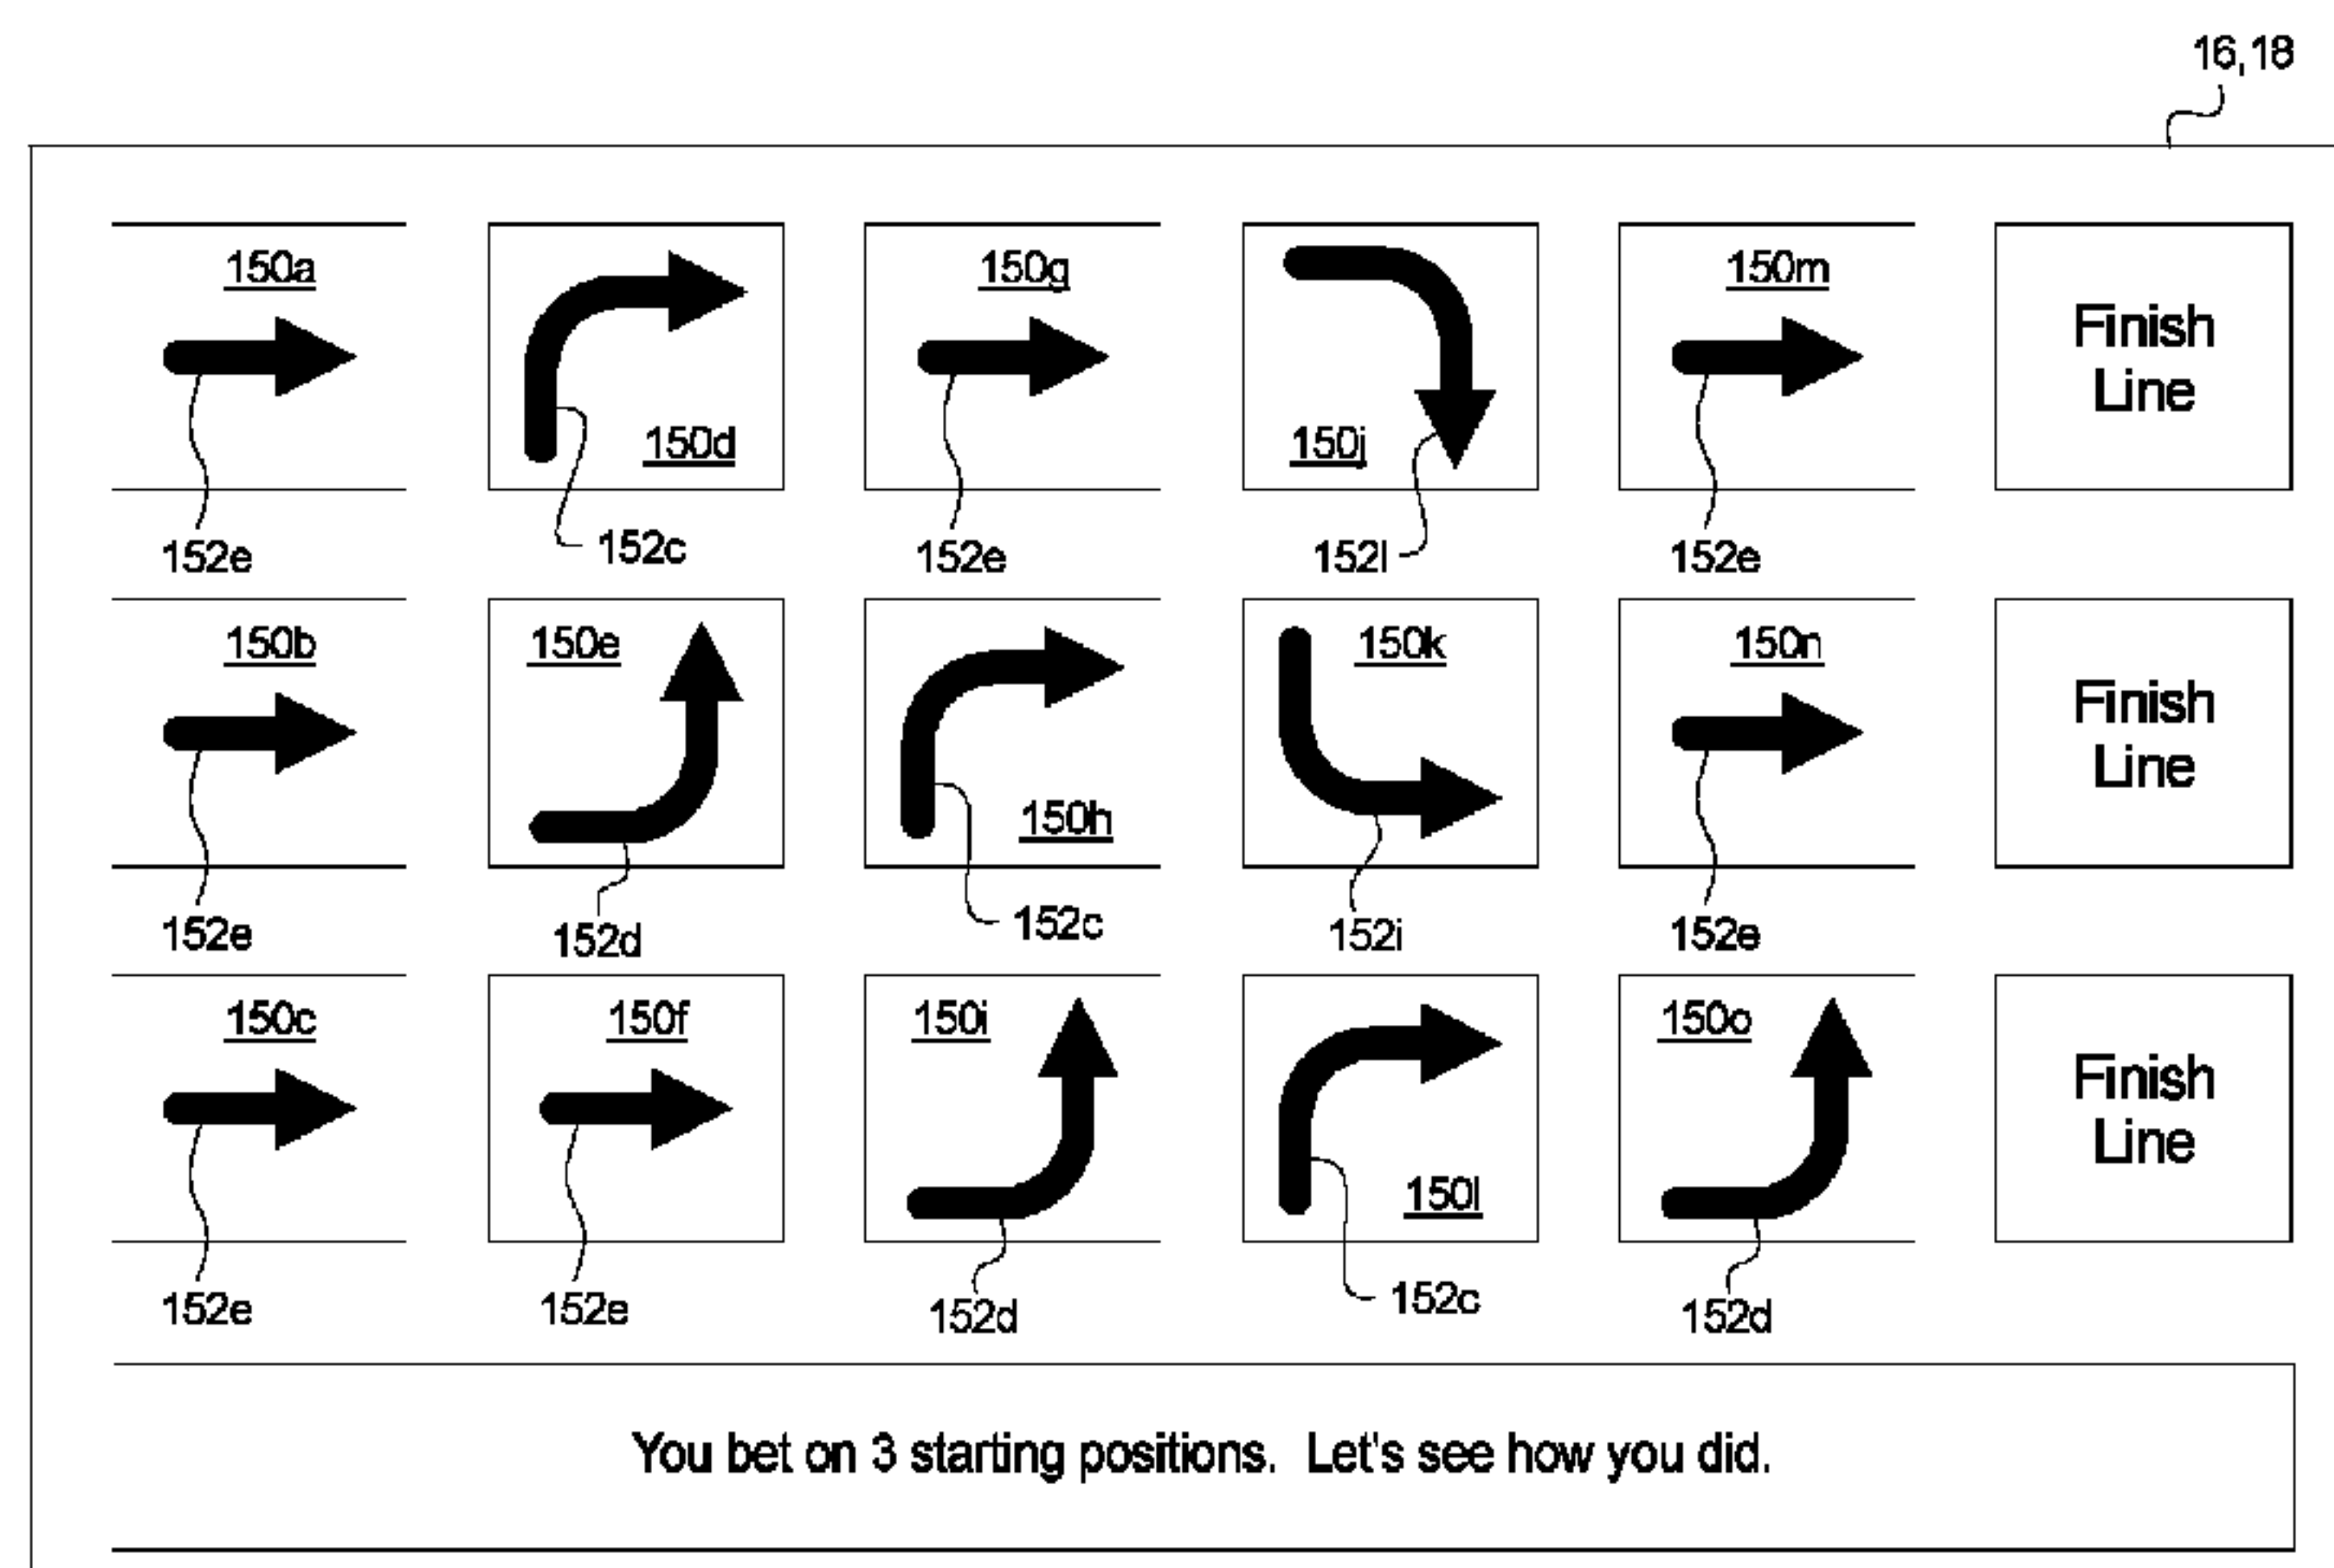 16,18
150a
150g
150m
Finish
Line
150d
150j
152e
152c
152e
152l
152e
150b
150e
150k
150n
Finish
Line
150h
152e
152d
152c
152i
152e
150c
150f
150i
150o
Finish
Line
150l
152e
152e
152d
152c
152d
You bet on 3 starting positions. Let's see how you did.